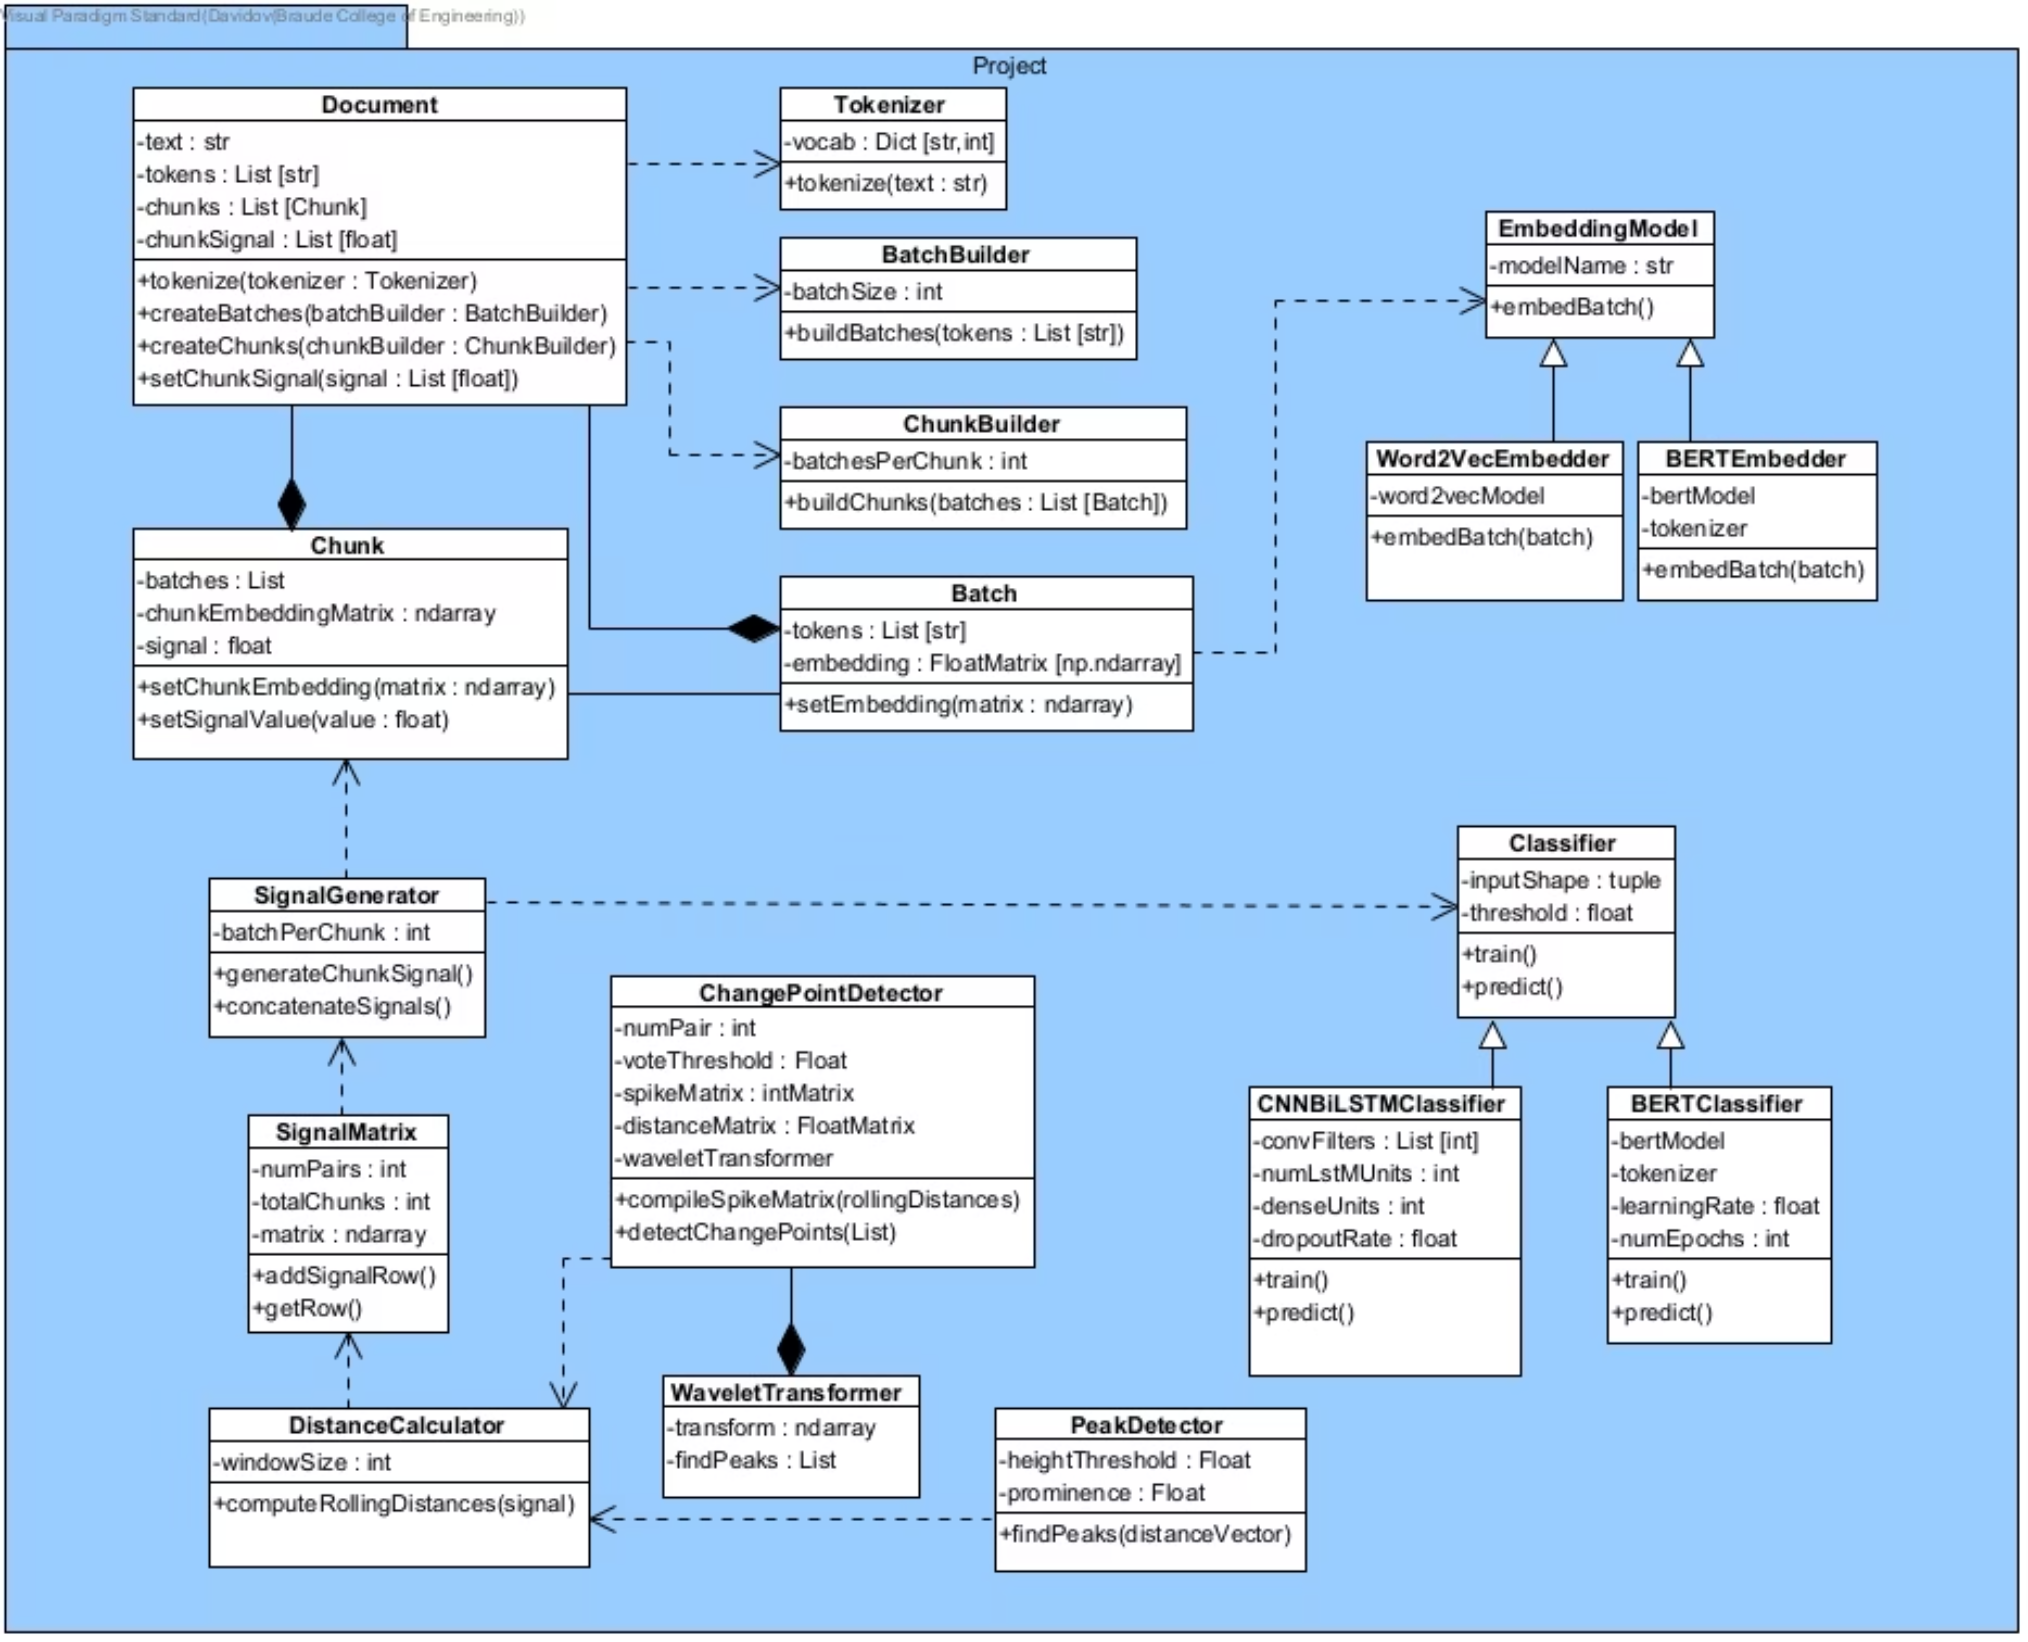 Visual Paradigm Standard(Davidov(Braude College of Engineering))
Project
Document
-text : str
-tokens : List [str]
-chunks : List [Chunk]
-chunkSignal : List [float]
+tokenize(tokenizer : Tokenizer)
+createBatches(batchBuilder : BatchBuilder)
+createChunks(chunkBuilder : ChunkBuilder)
+setChunkSignal(signal : List [float])
Tokenizer
-vocab : Dict [str,int]
+tokenize(text : str)
BatchBuilder
-batchSize : int
+buildBatches(tokens : List [str])
EmbeddingModel
-modelName : str
+embedBatch()
ChunkBuilder
-batchesPerChunk : int
+buildChunks(batches : List [Batch])
Word2VecEmbedder
-word2vecModel
+embedBatch(batch)
BERTEmbedder
-bertModel
-tokenizer
+embedBatch(batch)
Chunk
-batches : List
-chunkEmbeddingMatrix : ndarray
-signal : float
+setChunkEmbedding(matrix : ndarray)
+setSignalValue(value : float)
Batch
-tokens : List [str]
-embedding : FloatMatrix [np.ndarray]
+setEmbedding(matrix : ndarray)
Classifier
-inputShape : tuple
-threshold : float
+train()
+predict()
SignalGenerator
-batchPerChunk : int
+generateChunkSignal()
+concatenateSignals()
ChangePointDetector
-numPair : int
-voteThreshold : Float
-spikeMatrix : intMatrix
-distanceMatrix : FloatMatrix
-waveletTransformer
+compileSpikeMatrix(rollingDistances)
+detectChangePoints(List)
CNNBiLSTMClassifier
-convFilters : List [int]
-numLstMUnits : int
-denseUnits : int
-dropoutRate : float
+train()
+predict()
BERTClassifier
-bertModel
-tokenizer
-learningRate : float
-numEpochs : int
+train()
+predict()
SignalMatrix
-numPairs : int
-totalChunks : int
-matrix : ndarray
+addSignalRow()
+getRow()
WaveletTransformer
-transform : ndarray
-findPeaks : List
DistanceCalculator
-windowSize : int
+computeRollingDistances(signal)
PeakDetector
-heightThreshold : Float
-prominence : Float
+findPeaks(distanceVector)